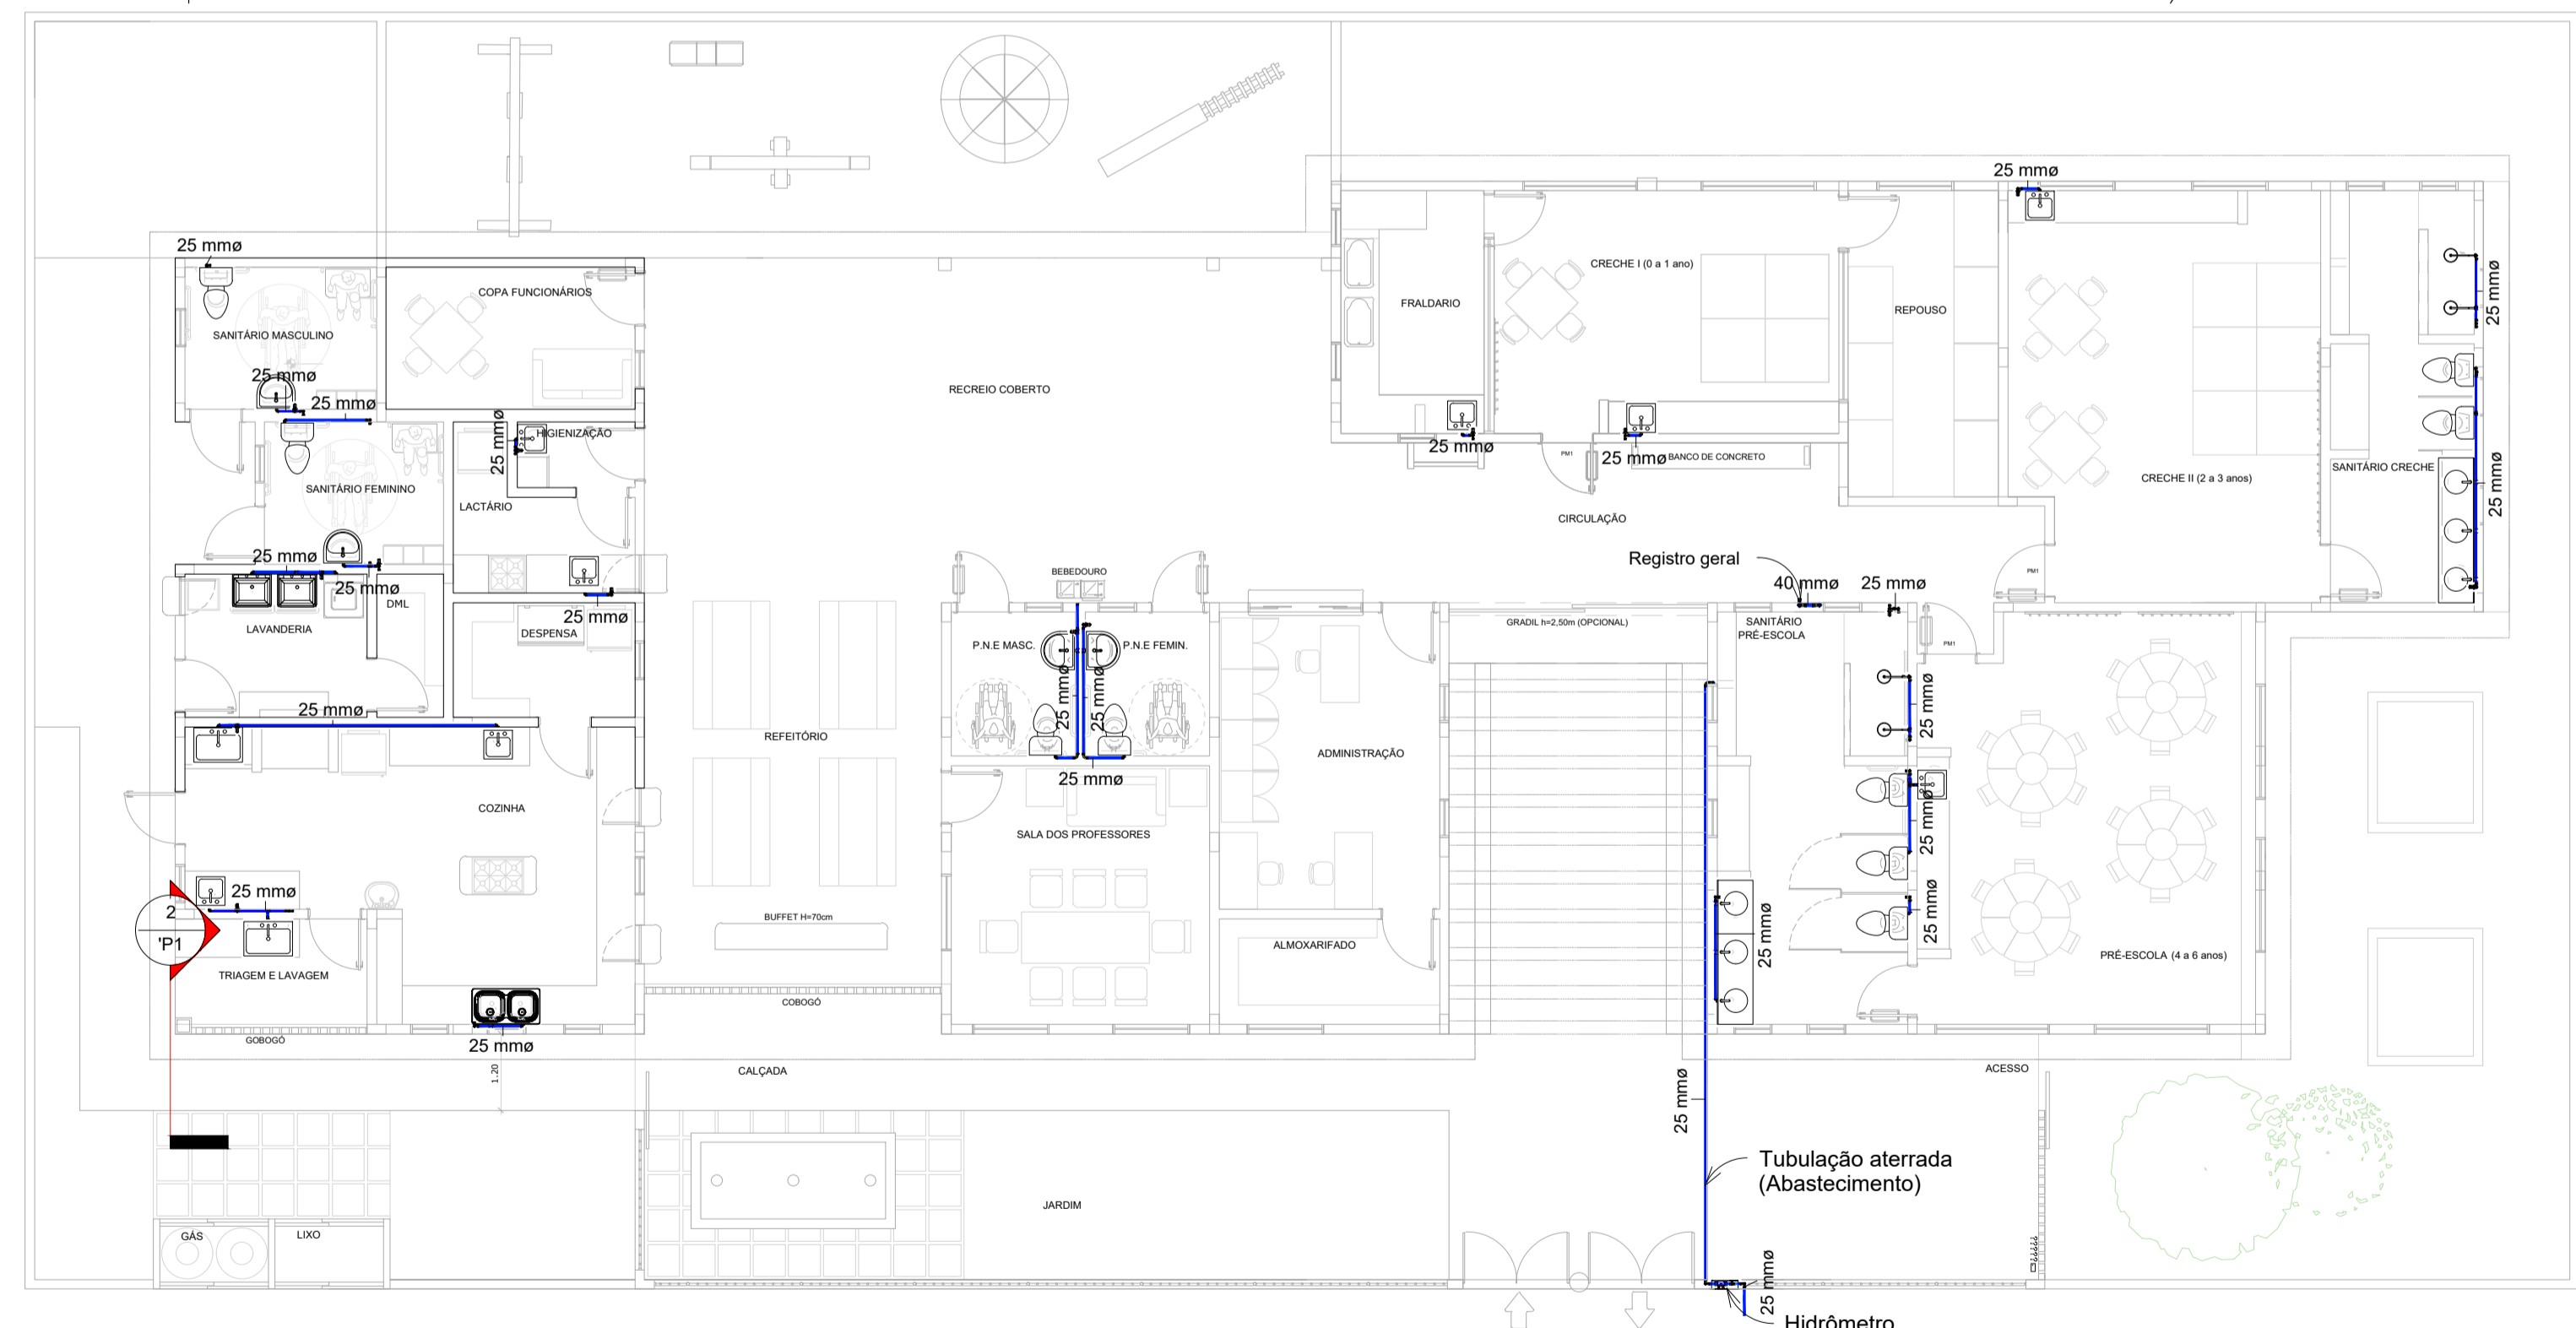 25 mmø
25 mmø
COPA FUNCIONÁRIOS
SANITÁRIO MASCULINO
25 mmø
25 mmø
25 mmø
HIGIENIZAÇÃO
SANITÁRIO FEMININO
LACTÁRIO
25 mmø
25 mmø
DML
25 mmø
LAVANDERIA
DESPENSA
25 mmø
COZINHA
25 mmø
2
'P1
TRIAGEM E LAVAGEM
GOBOGÓ
25 mmø
1.20
GÁS
LIXO
RECREIO COBERTO
REFEITÓRIO
BUFFET H=70cm
COBOGÓ
CALÇADA
JARDIM
BEBEDOURO
P.N.E MASC.
P.N.E FEMIN.
25 mmø
25 mmø
25 mmø
SALA DOS PROFESSORES
ADMINISTRAÇÃO
ALMOXARIFADO
FRALDARIO
CRECHE I (0 a 1 ano)
REPOUSO
25 mmø
25 mmø
PM1
BANCO DE CONCRETO
CIRCULAÇÃO
CRECHE II (2 a 3 anos)
SANITÁRIO CRECHE
25 mmø
25 mmø
PM1
Registro geral
40 mmø
25 mmø
GRADIL h=2,50m (OPCIONAL)
SANITÁRIO
PRÉ-ESCOLA
PM1
25 mmø
25 mmø
25 mmø
25 mmø
PRÉ-ESCOLA (4 a 6 anos)
ACESSO
25 mmø
Tubulação aterrada
(Abastecimento)
??????
25 mmø
Hidrômetro